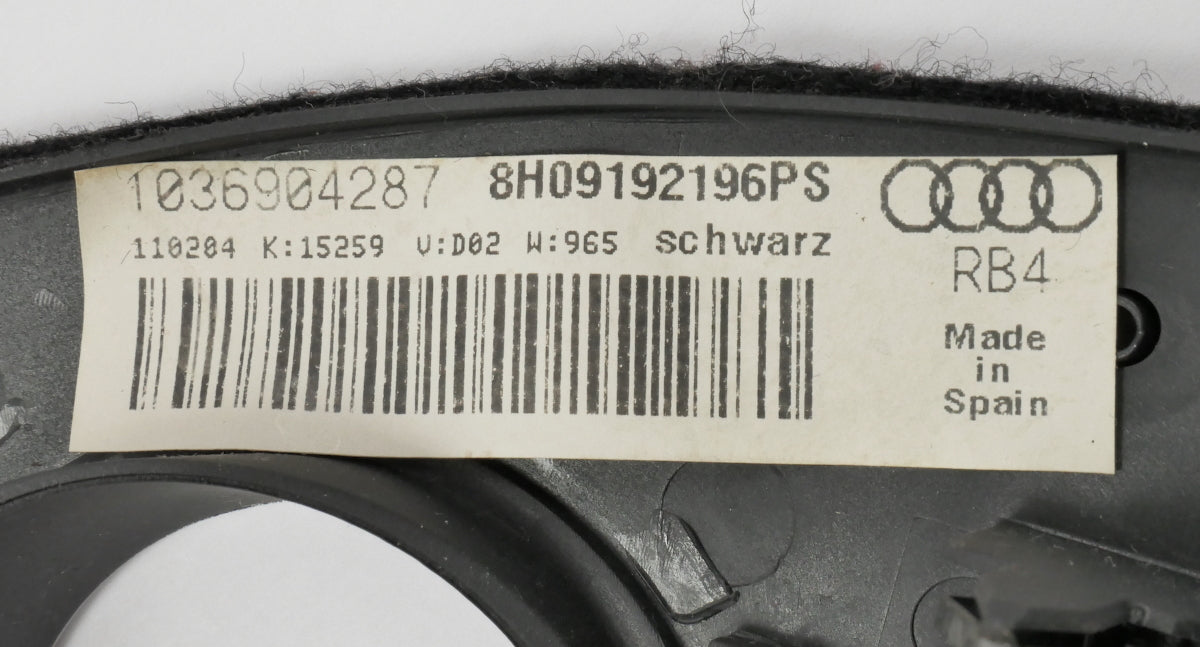 1036904287 8H09192196PS
110204 K:15259 V:D02 W:965 schwarz
RB4
Made
in
Spain